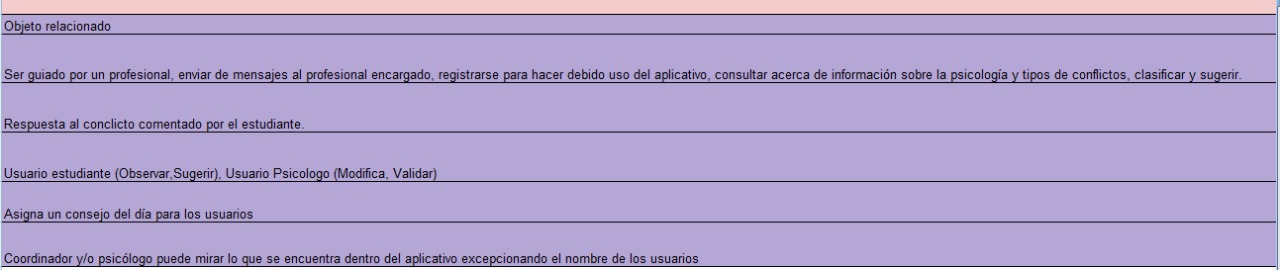 Objeto relacionado
Ser guiado por un profesional, enviar de mensajes al profesional encargado, registrarse para hacer debido uso del aplicativo, consultar acerca de información sobre la psicología y tipos de conflictos, clasificar y sugerir.
Respuesta al conclicto comentado por el estudiante.
Usuario estudiante (Observar,Sugerir), Usuario Psicologo (Modifica, Validar)
Asigna un consejo del día para los usuarios
Coordinador y/o psicólogo puede mirar lo que se encuentra dentro del aplicativo excepcionando el nombre de los usuarios